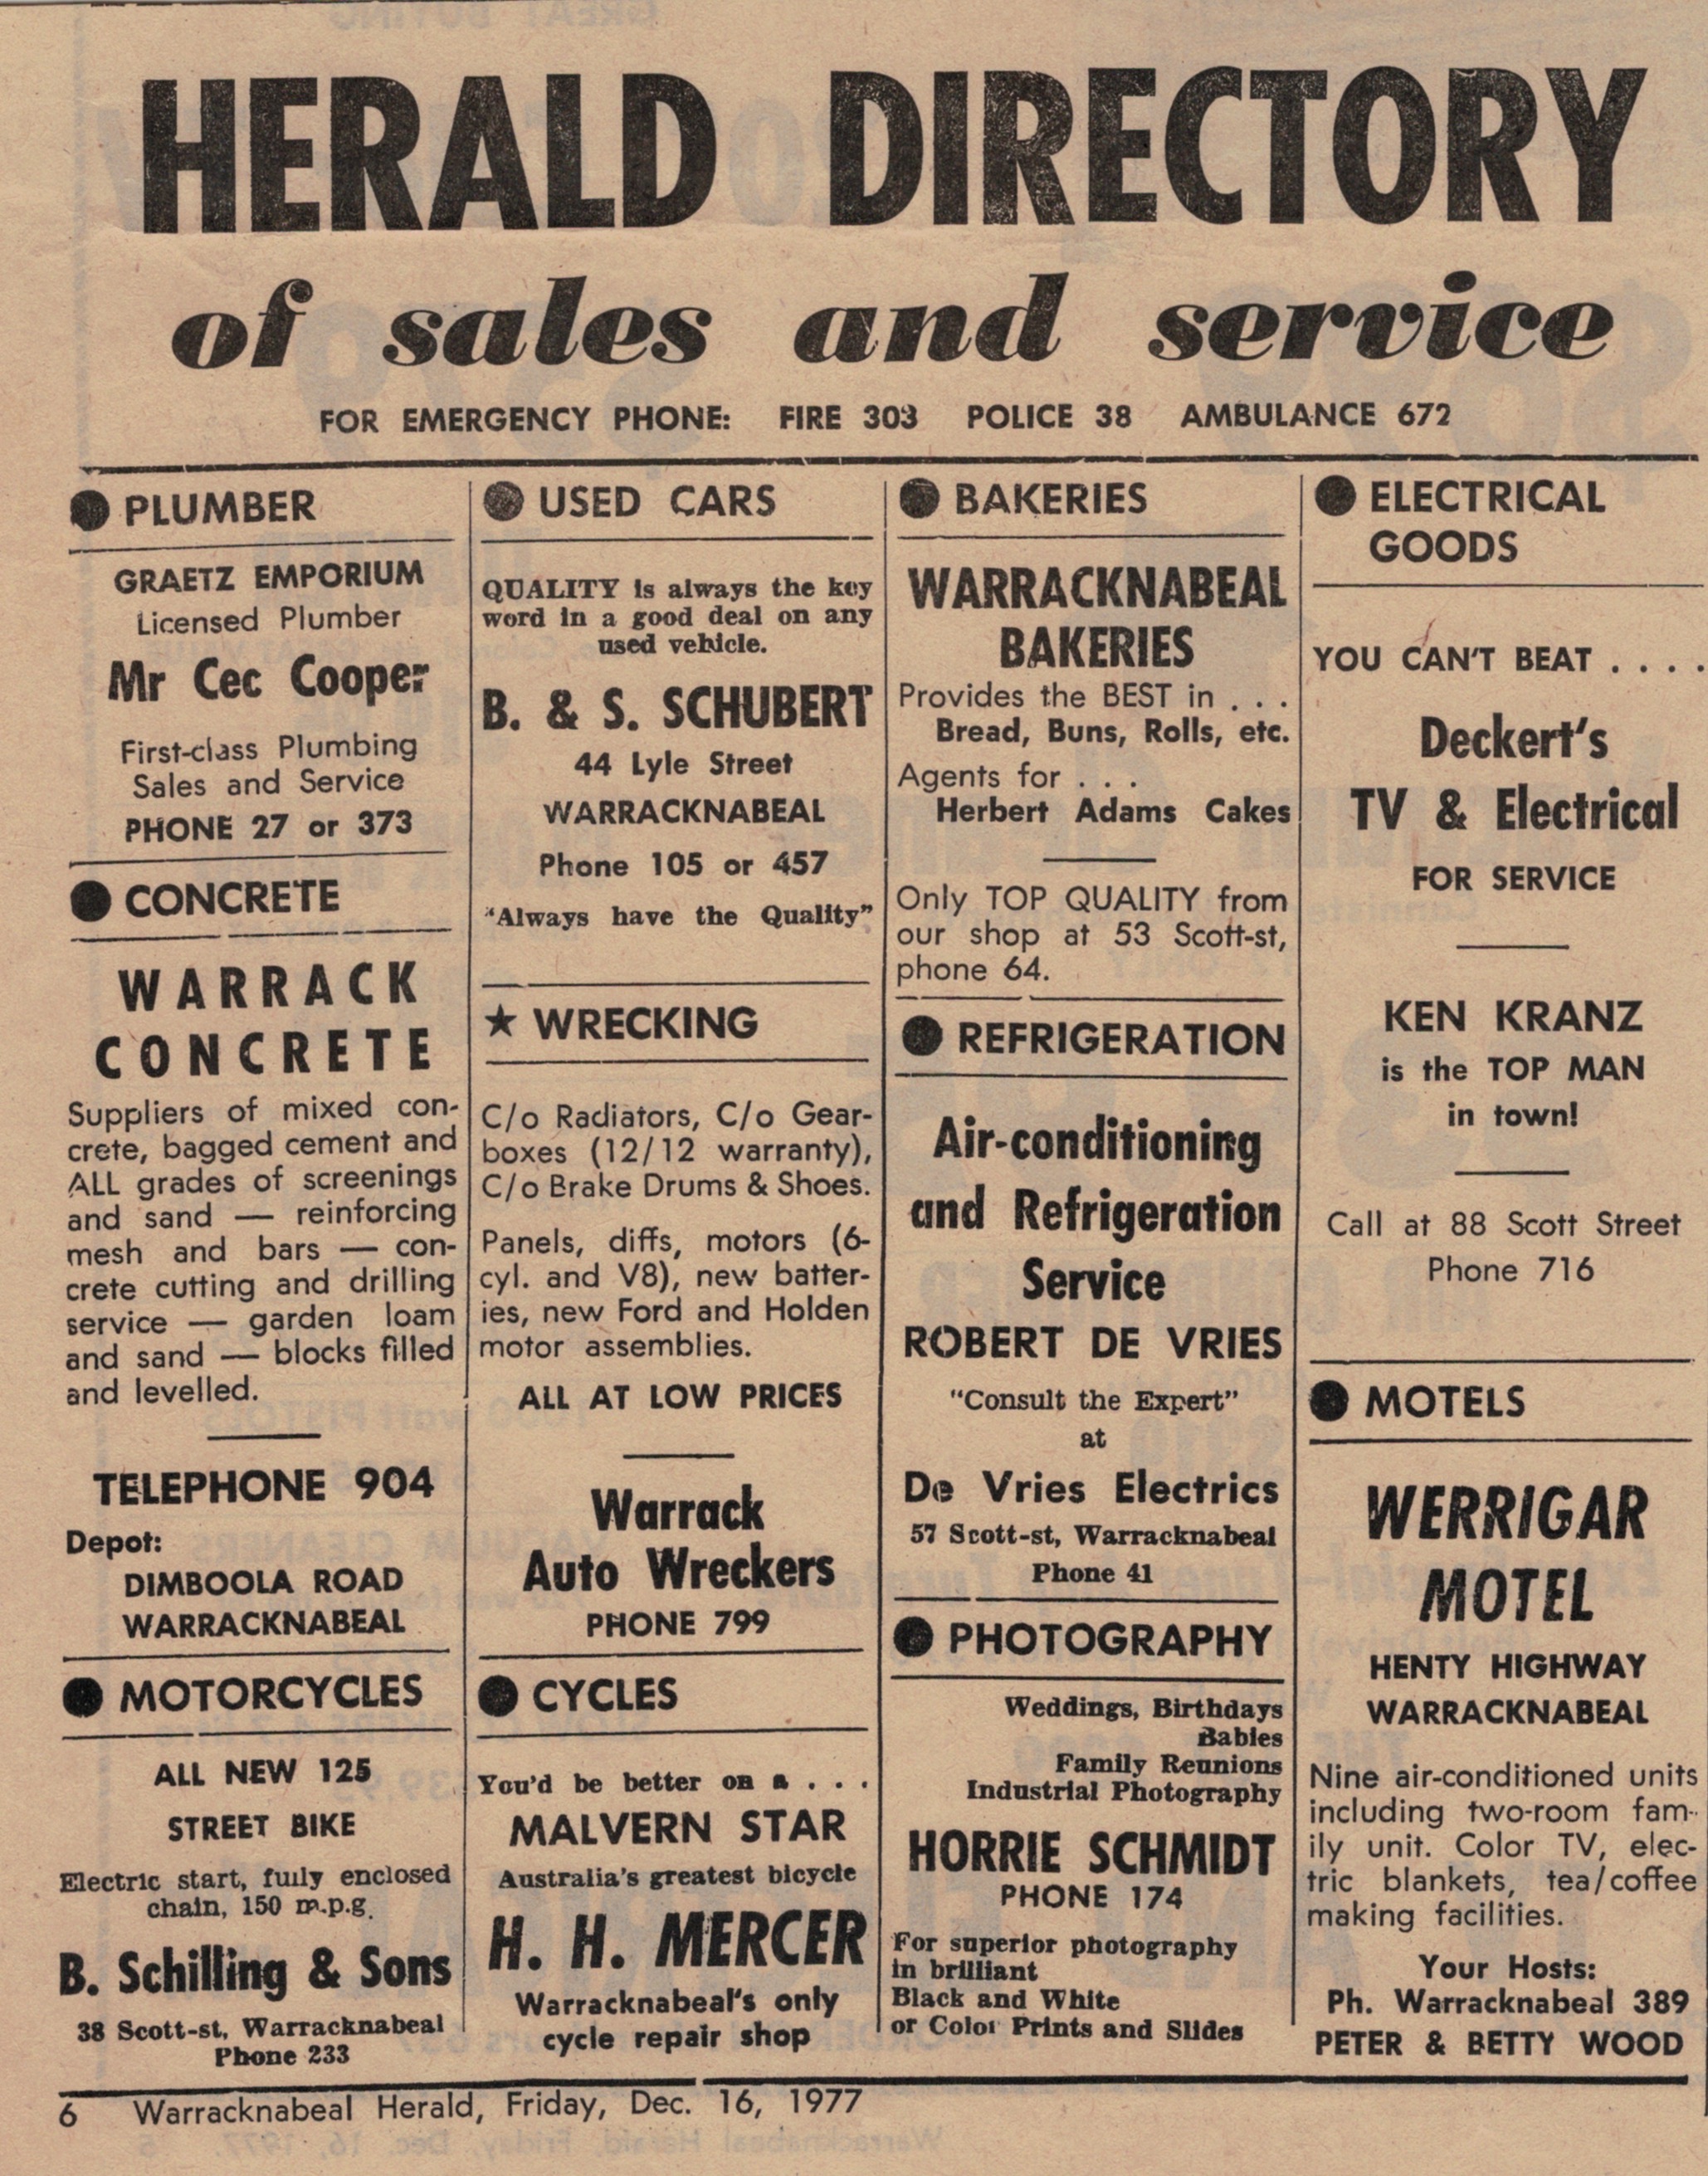 HERALD DIRECTORY
of sales and service
FOR EMERGENCY PHONE: FIRE 303 POLICE 38 AMBULANCE 672
● PLUMBER
GRAETZ EMPORIUM
Licensed Plumber
Mr Cec Cooper
First-class Plumbing
Sales and Service
PHONE 27 or 373
● CONCRETE
WARRACK
CONCRETE
Suppliers of mixed con-
crete, bagged cement and
ALL grades of screenings
and sand — reinforcing
mesh and bars — con-
crete cutting and drilling
service — garden loam
and sand — blocks filled
and levelled.
TELEPHONE 904
Depot:
DIMBOOLA ROAD
WARRACKNABEAL
● MOTORCYCLES
ALL NEW 125
STREET BIKE
Electric start, fully enclosed
chain, 150 m.p.g.
B. Schilling & Sons
38 Scott-st, Warracknabeal
Phone 233
● USED CARS
QUALITY is always the key
word in a good deal on any
used vehicle.
B. & S. SCHUBERT
44 Lyle Street
WARRACKNABEAL
Phone 105 or 457
"Always have the Quality"
★ WRECKING
C/o Radiators, C/o Gear-
boxes (12/12 warranty),
C/o Brake Drums & Shoes.
Panels, diffs, motors (6-
cyl. and V8), new batter-
ies, new Ford and Holden
motor assemblies.
ALL AT LOW PRICES
Warrack
Auto Wreckers
PHONE 799
● CYCLES
You'd be better on a . . .
MALVERN STAR
Australia's greatest bicycle
H. H. MERCER
Warracknabeal's only
cycle repair shop
● BAKERIES
WARRACKNABEAL
BAKERIES
Provides the BEST in . . .
Bread, Buns, Rolls, etc.
Agents for . . .
Herbert Adams Cakes
Only TOP QUALITY from
our shop at 53 Scott-st,
phone 64.
● REFRIGERATION
Air-conditioning
and Refrigeration
Service
ROBERT DE VRIES
"Consult the Expert"
at
De Vries Electrics
57 Scott-st, Warracknabeal
Phone 41
● PHOTOGRAPHY
Weddings, Birthdays
Babies
Family Reunions
Industrial Photography
HORRIE SCHMIDT
PHONE 174
For superior photography
in brilliant
Black and White
or Color Prints and Slides
● ELECTRICAL
GOODS
YOU CAN'T BEAT . . . .
Deckert's
TV & Electrical
FOR SERVICE
KEN KRANZ
is the TOP MAN
in town!
Call at 88 Scott Street
Phone 716
● MOTELS
WERRIGAR
MOTEL
HENTY HIGHWAY
WARRACKNABEAL
Nine air-conditioned units
including two-room fam-
ily unit. Color TV, elec-
tric blankets, tea/coffee
making facilities.
Your Hosts:
Ph. Warracknabeal 389
PETER & BETTY WOOD
6 Warracknabeal Herald, Friday, Dec. 16, 1977